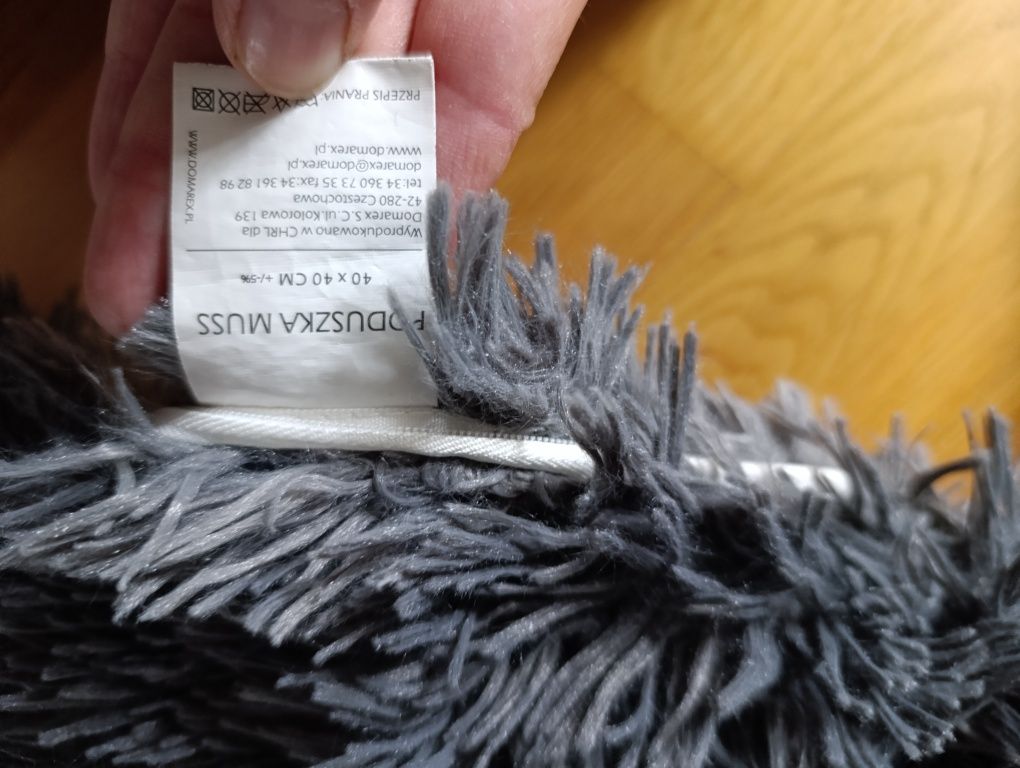 PODUSZKA MUSS
40 x 40 CM +/-5%
Wyprodukowano w CHRL dla
Domarex S.C. ul. Kolorowa 139
42-280 Częstochowa
tel:34 360 73 35 fax:34 361 82 98
domarex@domarex.pl
www.domarex.pl
PRZEPIS PRANIA:
WWW.DOMAREX.PL